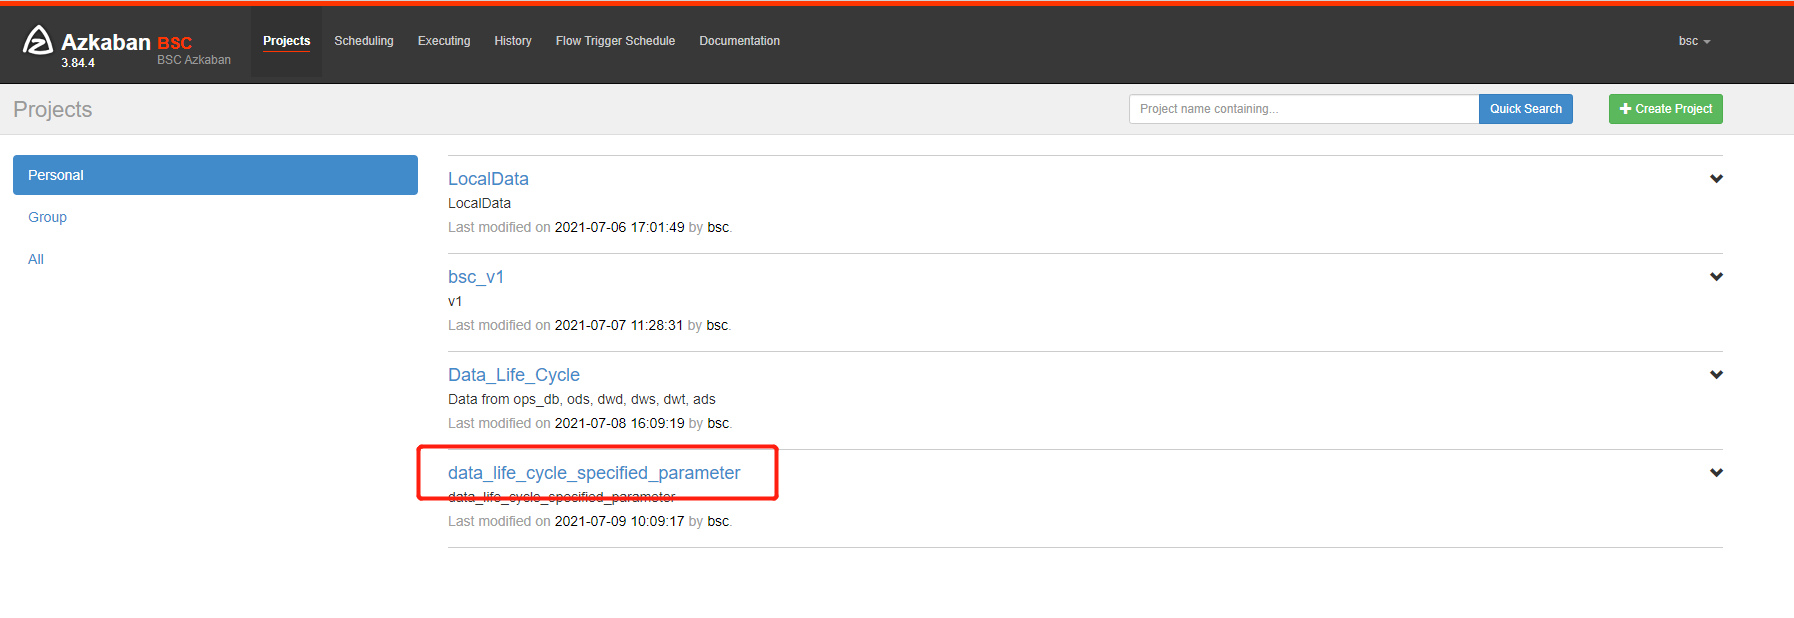 Azkaban BSC
3.84.4 BSC Azkaban
Projects Scheduling Executing History Flow Trigger Schedule Documentation
bsc
Projects
Project name containing... Quick Search
Create Project
Personal
Group
All
LocalData
LocalData
Last modified on 2021-07-06 17:01:49 by bsc.
bsc_v1
v1
Last modified on 2021-07-07 11:28:31 by bsc.
Data_Life_Cycle
Data from ops_db, ods, dwd, dws, dwt, ads
Last modified on 2021-07-08 16:09:19 by bsc.
data_life_cycle_specified_parameter
data_life_cycle_specified_parameter
Last modified on 2021-07-09 10:09:17 by bsc.